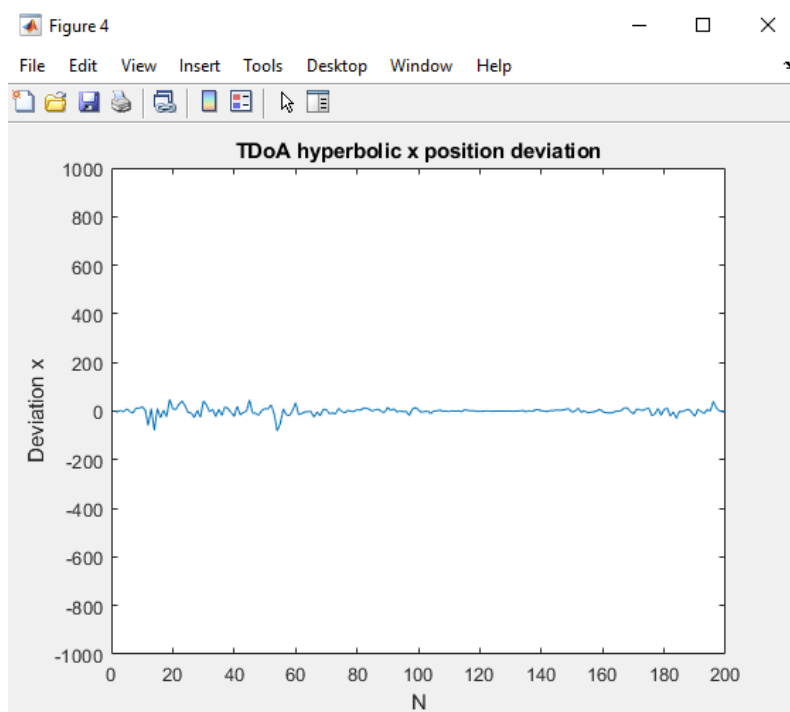 Figure 4
File Edit View Insert Tools Desktop Window Help
TDoA hyperbolic x position deviation
1000
800
600
400
200
0
-200
-400
-600
-800
-1000
Deviation x
0 20 40 60 80 100 120 140 160 180 200
N